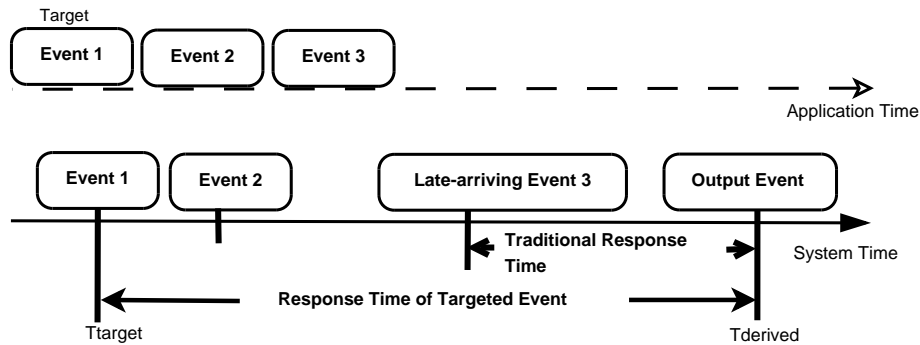 Target
Event 1 Event 2 Event 3
Application Time
Event 1 Event 2 Late-arriving Event 3 Output Event
Traditional Response
Time
System Time
Response Time of Targeted Event
Ttarget Tderived